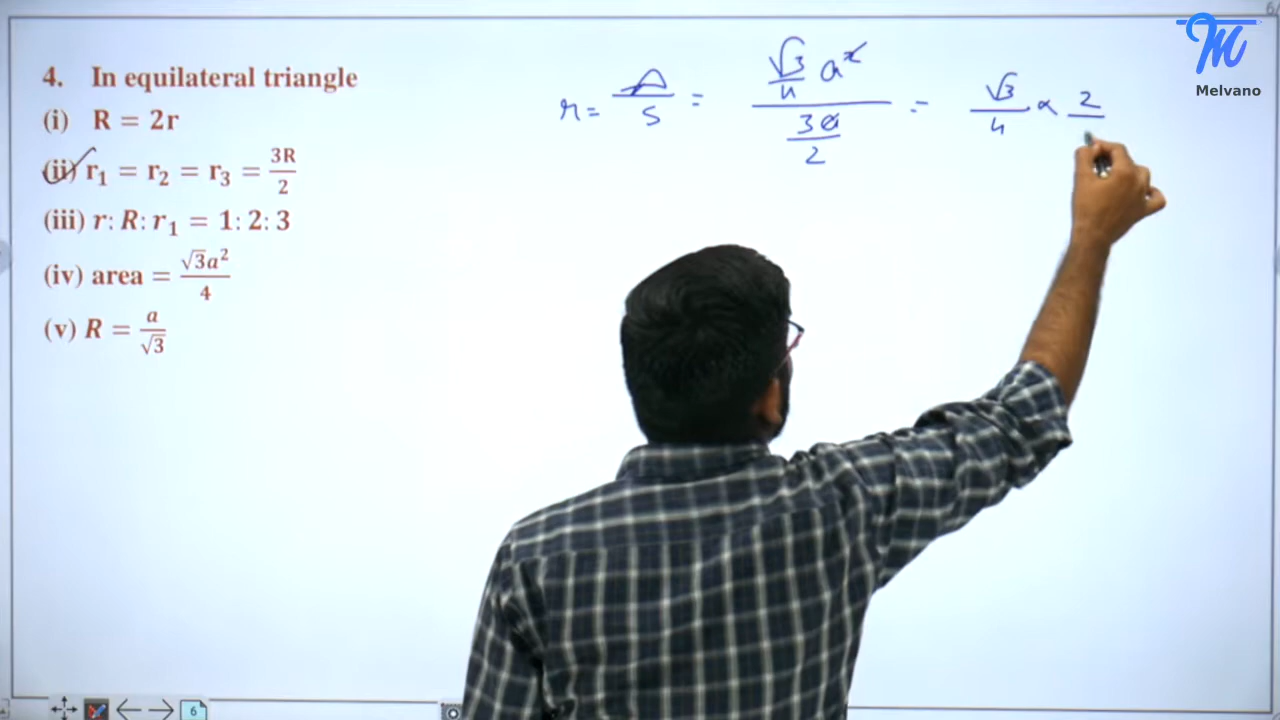 4. In equilateral triangle
(i) R = 2r
(ii) r₁ = r₂ = r₃ = 3R/2
(iii) r: R: r₁ = 1: 2: 3
(iv) area = √3a²/4
(v) R = a/√3
r = Δ/s = (√3/4 a²)/(3a/2) = √3/4 × 2/
Melvano
6